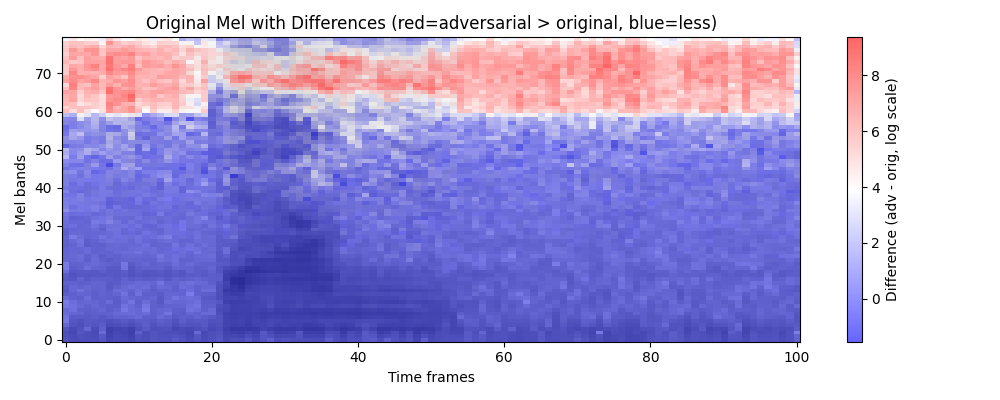 Original Mel with Differences (red=adversarial > original, blue=less)
Mel bands
70
60
50
40
30
20
10
0
0 20 40 60 80 100
Time frames
8
6
4
2
0
Difference (adv - orig, log scale)